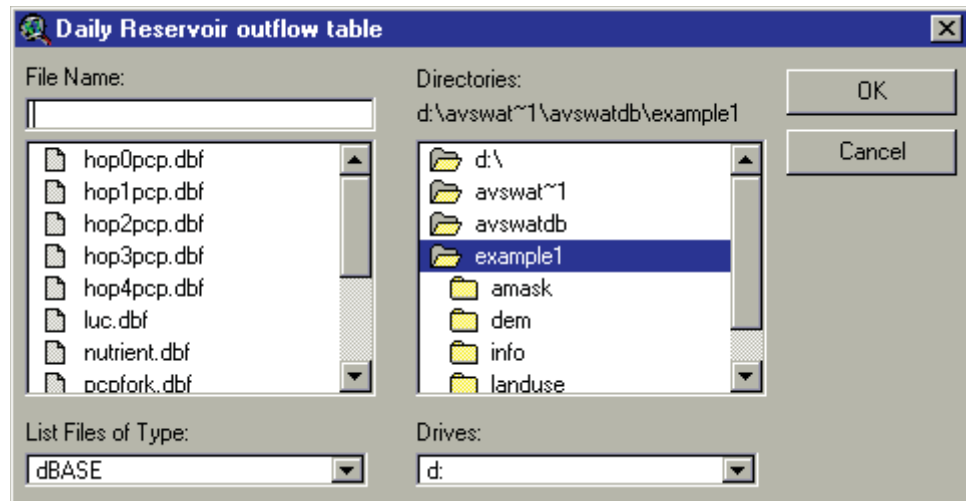 Daily Reservoir outflow table
File Name:
hop0pcp.dbf
hop1pcp.dbf
hop2pcp.dbf
hop3pcp.dbf
hop4pcp.dbf
luc.dbf
nutrient.dbf
pcpfork.dbf
List Files of Type:
dBASE
Directories:
d:\avswat~1\avswatdb\example1
d:\
avswat~1
avswatdb
example1
amask
dem
info
landuse
Drives:
d:
OK
Cancel